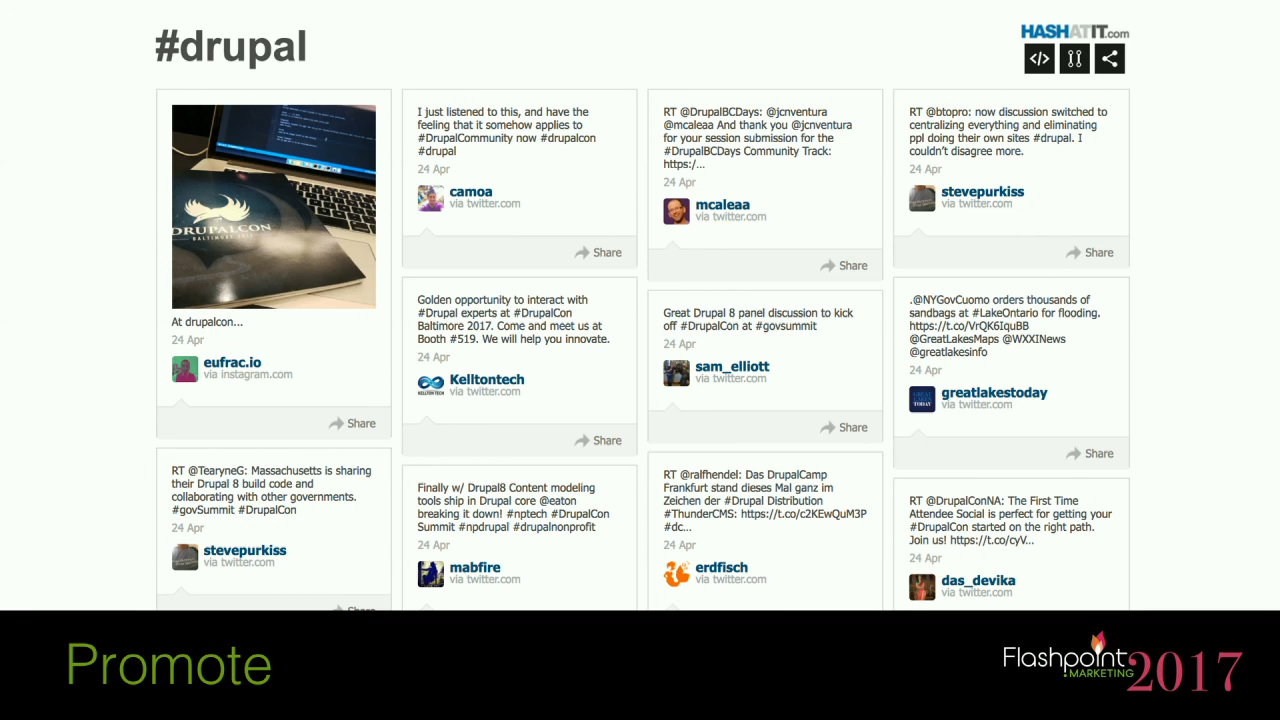 #drupal
HASHATIT.com
DRUPALCON
At drupalcon...
24 Apr
eufrac.io
via instagram.com
Share
RT @TearyneG: Massachusetts is sharing
their Drupal 8 build code and
collaborating with other governments.
#govSummit #DrupalCon
24 Apr
stevepurkiss
via twitter.com
Share
I just listened to this, and have the
feeling that it somehow applies to
#DrupalCommunity now #drupalcon
#drupal
24 Apr
camoa
via twitter.com
Share
Golden opportunity to interact with
#Drupal experts at #DrupalCon
Baltimore 2017. Come and meet us at
Booth #519. We will help you innovate.
24 Apr
Kelltontech
via twitter.com
Share
Finally w/ Drupal8 Content modeling
tools ship in Drupal core @eaton
breaking it down! #nptech #DrupalCon
Summit #npdrupal #drupalnonprofit
24 Apr
mabfire
via twitter.com
RT @DrupalBCDays: @jcnventura
@mcaleaa And thank you @jcnventura
for your session submission for the
#DrupalBCDays Community Track:
https:/...
24 Apr
mcaleaa
via twitter.com
Share
Great Drupal 8 panel discussion to kick
off #DrupalCon at #govsummit
24 Apr
sam_elliott
via twitter.com
Share
RT @ralfhendel: Das DrupalCamp
Frankfurt stand dieses Mal ganz im
Zeichen der #Drupal Distribution
#ThunderCMS: https://t.co/c2KEwQuM3P
#dc...
24 Apr
erdfisch
via twitter.com
RT @btopro: now discussion switched to
centralizing everything and eliminating
ppl doing their own sites #drupal. I
couldn't disagree more.
24 Apr
stevepurkiss
via twitter.com
Share
.@NYGovCuomo orders thousands of
sandbags at #LakeOntario for flooding.
https://t.co/VrQK6IquBB
@GreatLakesMaps @WXXINews
@greatlakesinfo
24 Apr
greatlakestoday
via twitter.com
Share
RT @DrupalConNA: The First Time
Attendee Social is perfect for getting your
#DrupalCon started on the right path.
Join us! https://t.co/cyV...
24 Apr
das_devika
via twitter.com
Promote
Flashpoint
MARKETING
2017